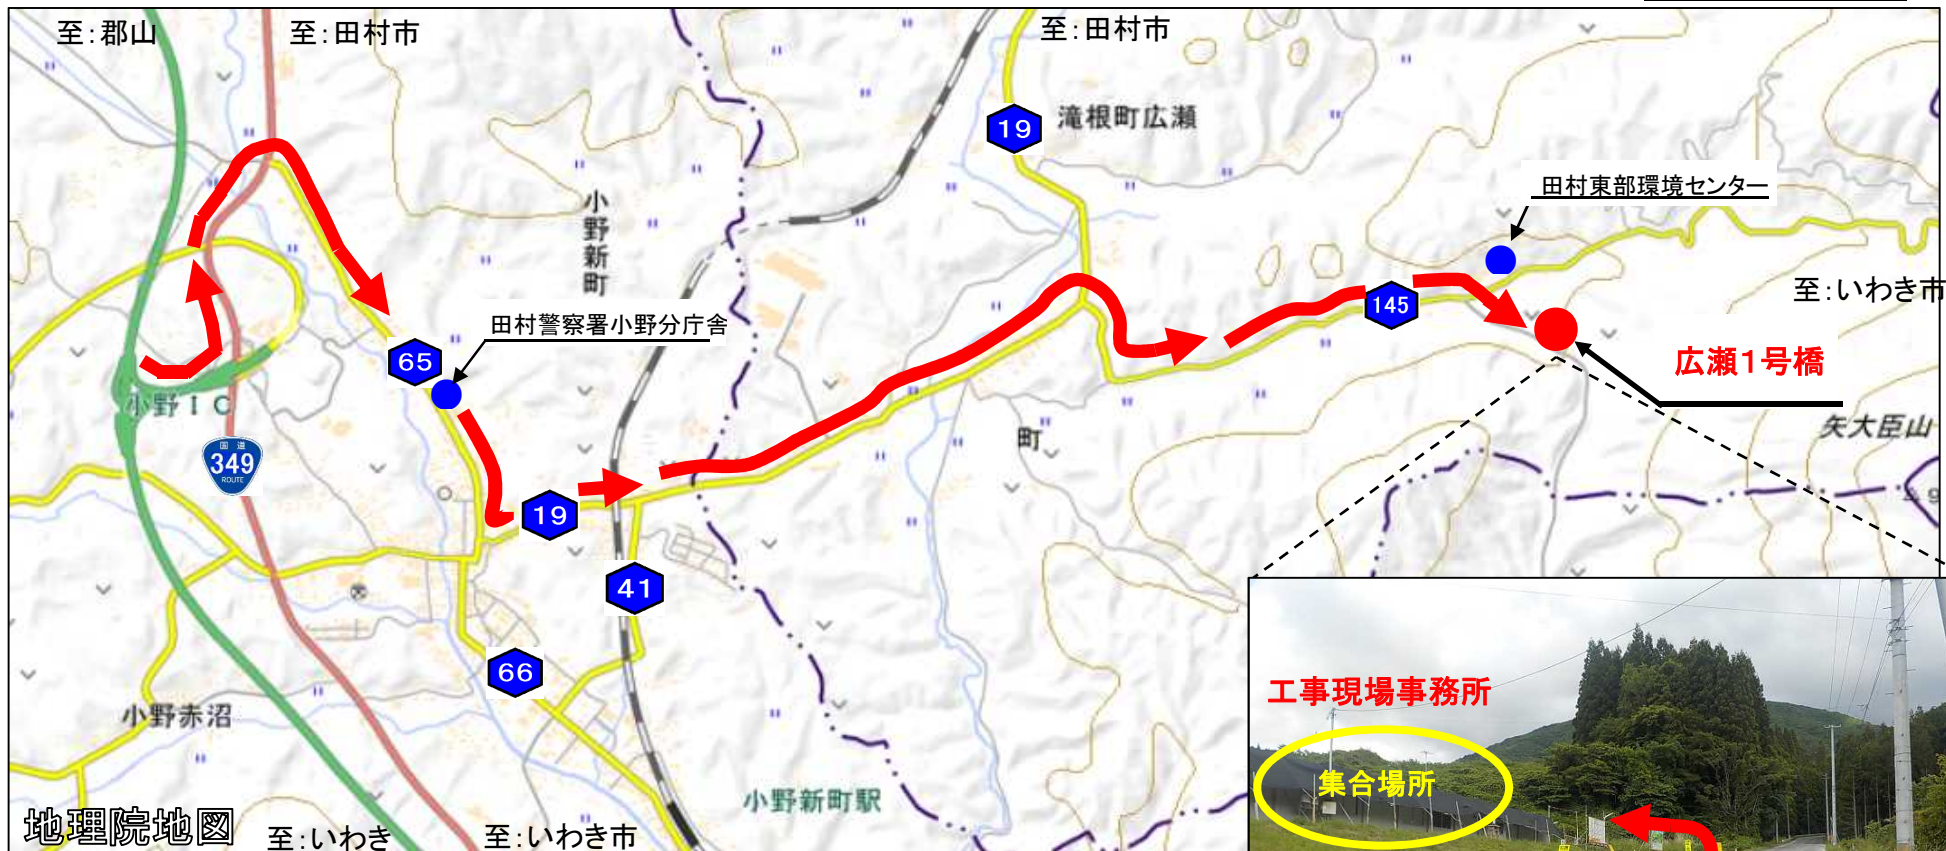 至：郡山
至：田村市
至：田村市
19
滝根町広瀬
田村東部環境センター
小野新町
至：いわき市
145
田村警察署小野分庁舎
65
広瀬１号橋
小野ＩＣ
国道
349
ROUTE
町
矢大臣山
19
41
66
工事現場事務所
小野赤沼
集合場所
小野新町駅
地理院地図
至：いわき
至：いわき市